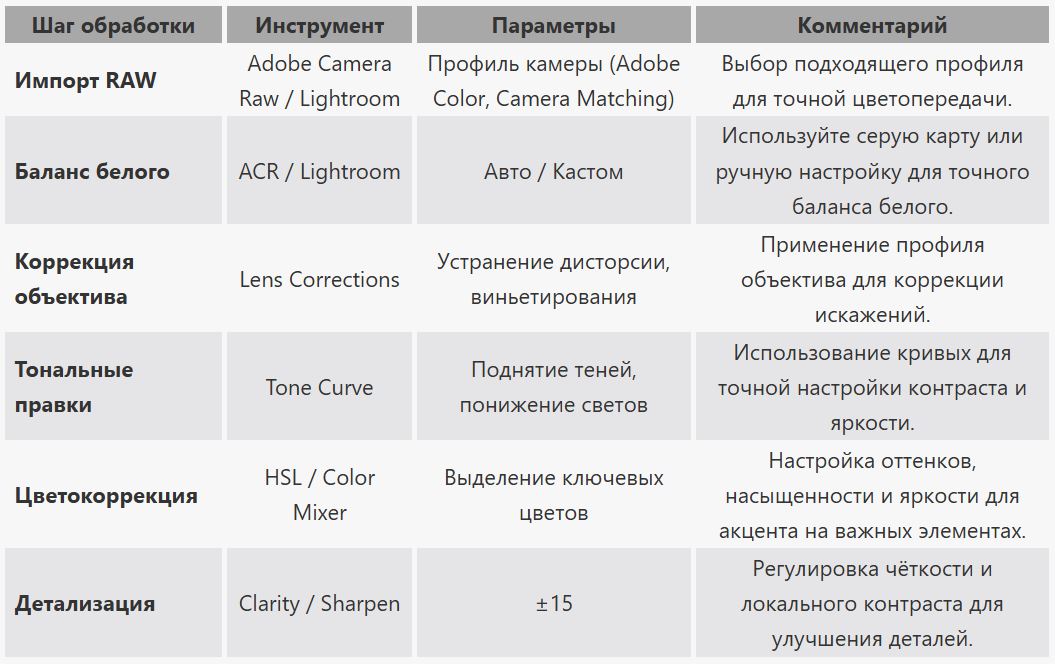 Шаг обработки
Инструмент
Параметры
Комментарий
Импорт RAW
Adobe Camera
Raw / Lightroom
Профиль камеры (Adobe
Color, Camera Matching)
Выбор подходящего профиля
для точной цветопередачи.
Баланс белого
ACR / Lightroom
Авто / Кастом
Используйте серую карту или
ручную настройку для точного
баланса белого.
Коррекция
объектива
Lens Corrections
Устранение дисторсии,
виньетирования
Применение профиля
объектива для коррекции
искажений.
Тональные
правки
Tone Curve
Поднятие теней,
понижение светов
Использование кривых для
точной настройки контраста и
яркости.
Цветокоррекция
HSL / Color
Mixer
Выделение ключевых
цветов
Настройка оттенков,
насыщенности и яркости для
акцента на важных элементах.
Детализация
Clarity / Sharpen
±15
Регулировка чёткости и
локального контраста для
улучшения деталей.